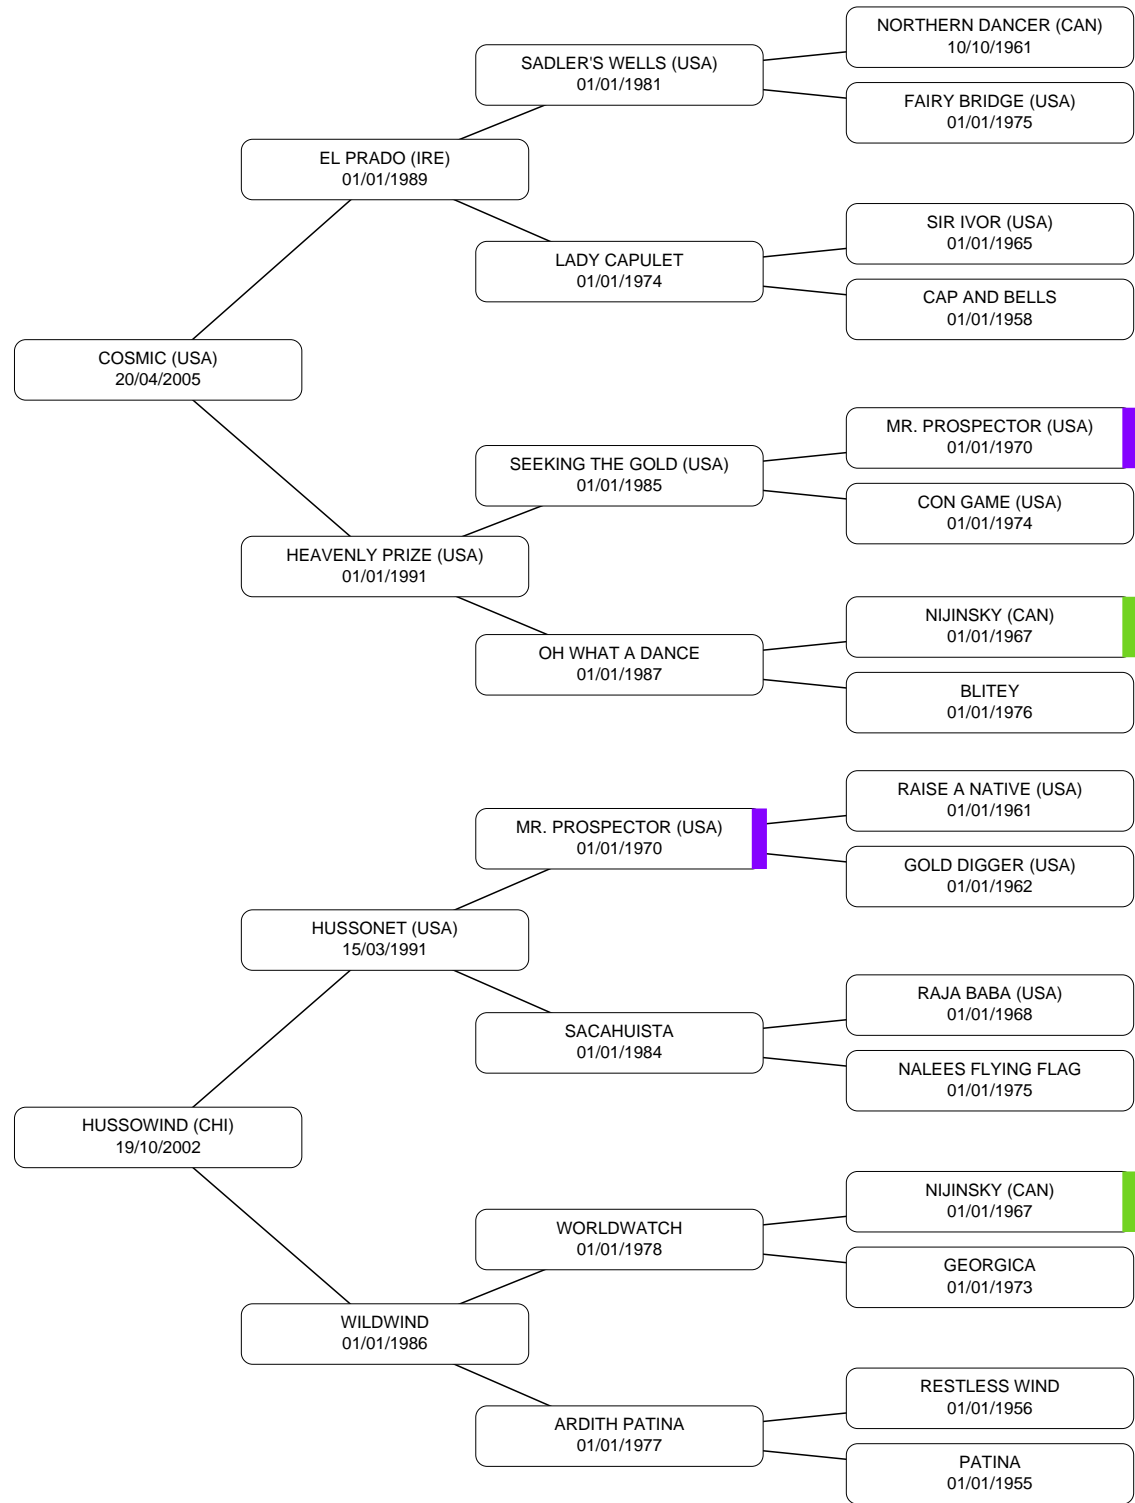 NORTHERN DANCER (CAN)
10/10/1961
SADLER'S WELLS (USA)
01/01/1981
FAIRY BRIDGE (USA)
01/01/1975
EL PRADO (IRE)
01/01/1989
SIR IVOR (USA)
01/01/1965
LADY CAPULET
01/01/1974
CAP AND BELLS
01/01/1958
COSMIC (USA)
20/04/2005
MR. PROSPECTOR (USA)
01/01/1970
SEEKING THE GOLD (USA)
01/01/1985
CON GAME (USA)
01/01/1974
HEAVENLY PRIZE (USA)
01/01/1991
NIJINSKY (CAN)
01/01/1967
OH WHAT A DANCE
01/01/1987
BLITEY
01/01/1976
RAISE A NATIVE (USA)
01/01/1961
MR. PROSPECTOR (USA)
01/01/1970
GOLD DIGGER (USA)
01/01/1962
HUSSONET (USA)
15/03/1991
RAJA BABA (USA)
01/01/1968
SACAHUISTA
01/01/1984
NALEES FLYING FLAG
01/01/1975
HUSSOWIND (CHI)
19/10/2002
NIJINSKY (CAN)
01/01/1967
WORLDWATCH
01/01/1978
GEORGICA
01/01/1973
WILDWIND
01/01/1986
RESTLESS WIND
01/01/1956
ARDITH PATINA
01/01/1977
PATINA
01/01/1955